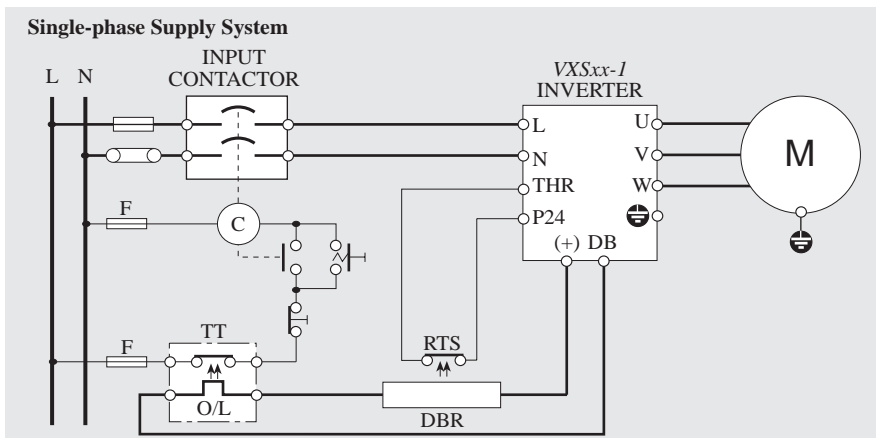 Single-phase Supply System
L N
INPUT
CONTACTOR
VXSxx-1
INVERTER
L
U
N
V
THR
W
P24
(+) DB
M
F
C
F
TT
O/L
RTS
DBR